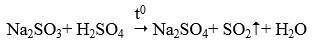 t⁰
Na₂SO₃+ H₂SO₄ → Na₂SO₄+ SO₂↑+ H₂O